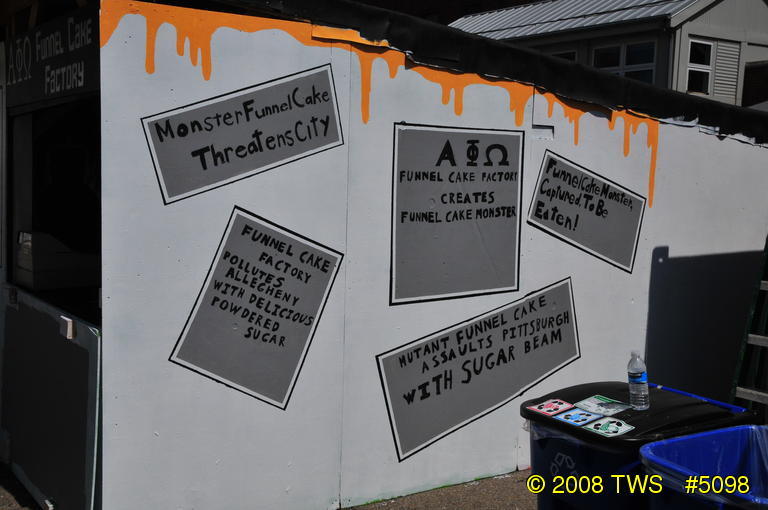 ΑΦΩ Funnel Cake
Factory
MonsterFunnelCake
ThreatensCity
ΑΦΩ
FUNNEL CAKE FACTORY
CREATES
FUNNEL CAKE MONSTER
FunnelCakeMonster,
Captured, To Be
Eaten!
FUNNEL CAKE
FACTORY
POLLUTES
ALLEGHENY
WITH DELICIOUS
POWDERED
SUGAR
MUTANT FUNNEL CAKE
ASSAULTS PITTSBURGH
WITH SUGAR BEAM
© 2008 TWS #5098